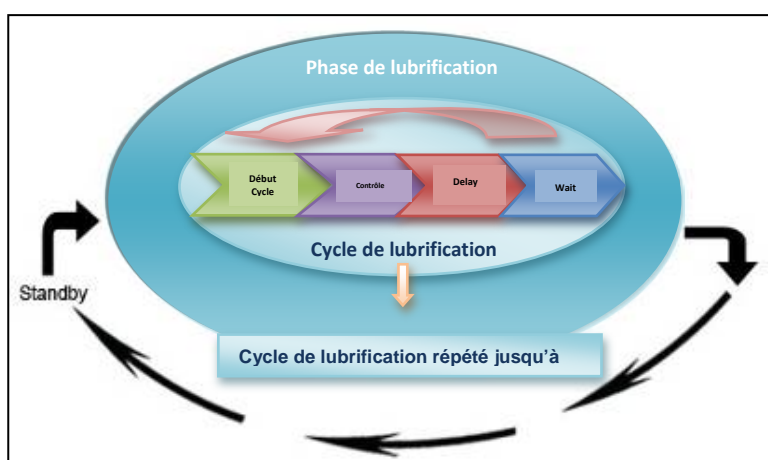 Phase de lubrification
Début
Cycle
Contrôle
Delay
Wait
Cycle de lubrification
Standby
Cycle de lubrification répété jusqu'à